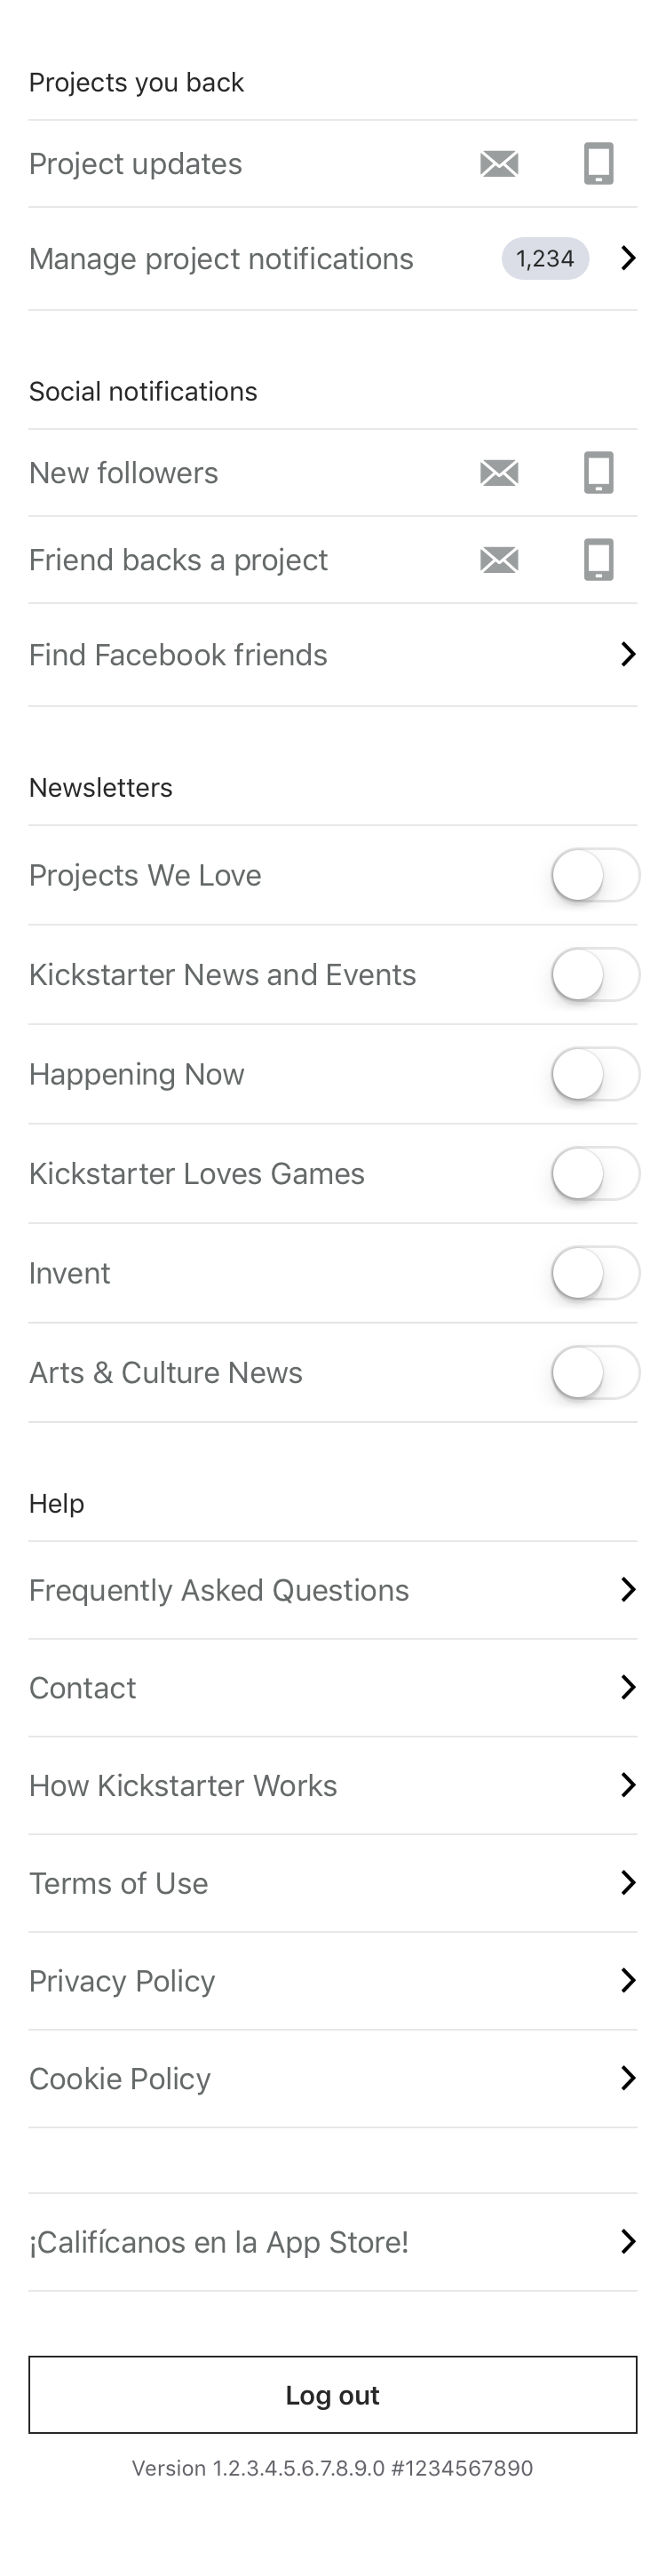 Projects you back
Project updates
Manage project notifications 1,234
Social notifications
New followers
Friend backs a project
Find Facebook friends
Newsletters
Projects We Love
Kickstarter News and Events
Happening Now
Kickstarter Loves Games
Invent
Arts & Culture News
Help
Frequently Asked Questions
Contact
How Kickstarter Works
Terms of Use
Privacy Policy
Cookie Policy
¡Califícanos en la App Store!
Log out
Version 1.2.3.4.5.6.7.8.9.0 #1234567890